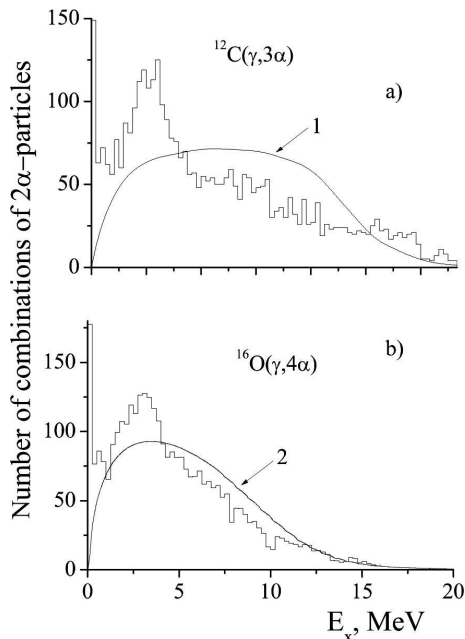 Number of combinations of 2α–particles
150
100
50
0
¹²C(γ,3α)
a)
1
150
100
50
0
¹⁶O(γ,4α)
b)
2
0 5 10 15 20
Eₓ, MeV